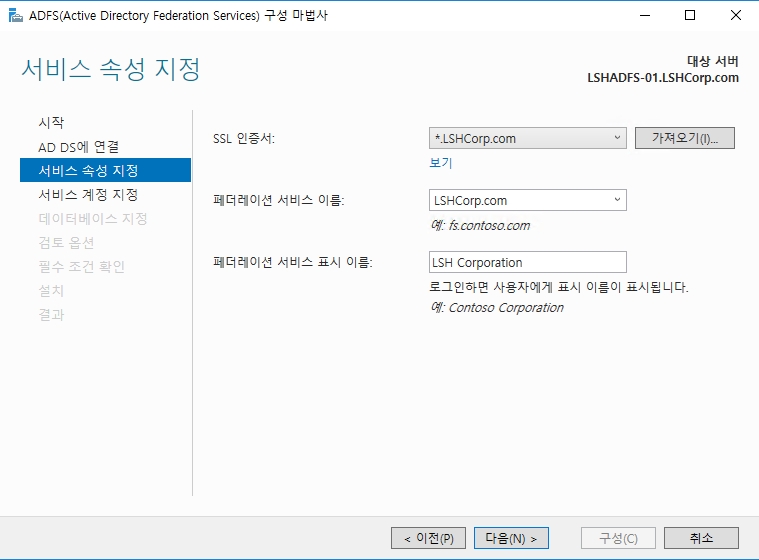 ADFS(Active Directory Federation Services) 구성 마법사
서비스 속성 지정
대상 서버
LSHADFS-01.LSHCorp.com
시작
AD DS에 연결
서비스 속성 지정
서비스 계정 지정
데이터베이스 지정
검토 옵션
필수 조건 확인
설치
결과
SSL 인증서:
*.LSHCorp.com
가져오기(I)...
보기
페더레이션 서비스 이름:
LSHCorp.com
예: fs.contoso.com
페더레이션 서비스 표시 이름:
LSH Corporation
로그인하면 사용자에게 표시 이름이 표시됩니다.
예: Contoso Corporation
< 이전(P)
다음(N) >
구성(C)
취소